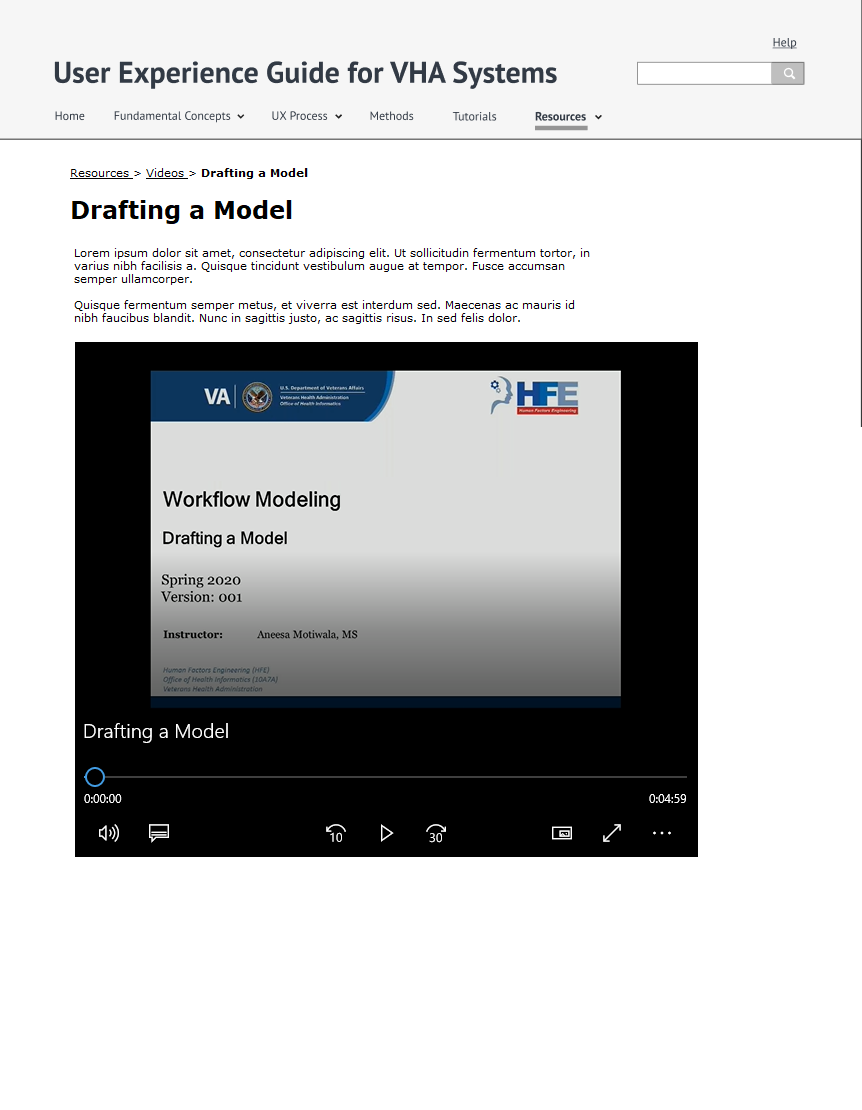 Help
User Experience Guide for VHA Systems
Home Fundamental Concepts UX Process Methods Tutorials Resources
Resources > Videos > Drafting a Model
Drafting a Model
Lorem ipsum dolor sit amet, consectetur adipiscing elit. Ut sollicitudin fermentum tortor, in
varius nibh facilisis a. Quisque tincidunt vestibulum augue at tempor. Fusce accumsan
semper ullamcorper.
Quisque fermentum semper metus, et viverra est interdum sed. Maecenas ac mauris id
nibh faucibus blandit. Nunc in sagittis justo, ac sagittis risus. In sed felis dolor.
VA
U.S. Department of Veterans Affairs
Veterans Health Administration
Office of Health Informatics
HFE
Human Factors Engineering
Workflow Modeling
Drafting a Model
Spring 2020
Version: 001
Instructor: Aneesa Motiwala, MS
Human Factors Engineering (HFE)
Office of Health Informatics (10A7A)
Veterans Health Administration
Drafting a Model
0:00:00 0:04:59
10 30